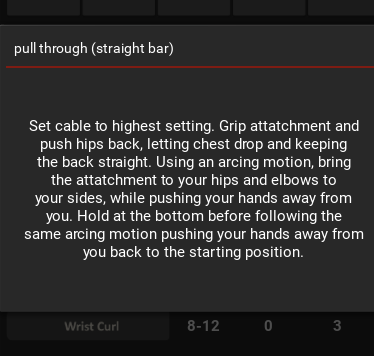 pull through (straight bar)
Set cable to highest setting. Grip attatchment and
push hips back, letting chest drop and keeping
the back straight. Using an arcing motion, bring
the attatchment to your hips and elbows to
your sides, while pushing your hands away from
you. Hold at the bottom before following the
same arcing motion pushing your hands away from
you back to the starting position.
Wrist Curl 8-12 0 3